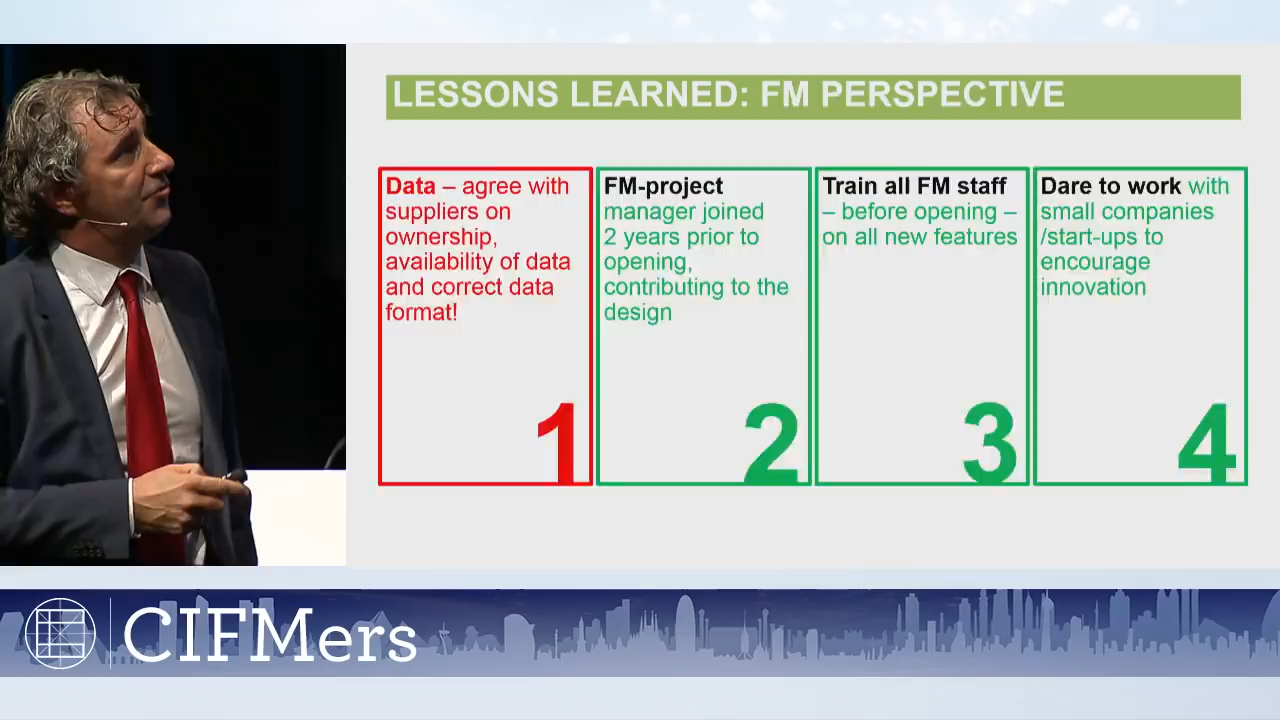 LESSONS LEARNED: FM PERSPECTIVE
Data – agree with
suppliers on
ownership,
availability of data
and correct data
format!
1
FM-project
manager joined
2 years prior to
opening,
contributing to the
design
2
Train all FM staff
– before opening –
on all new features
3
Dare to work with
small companies
/start-ups to
encourage
innovation
4
CIFMers